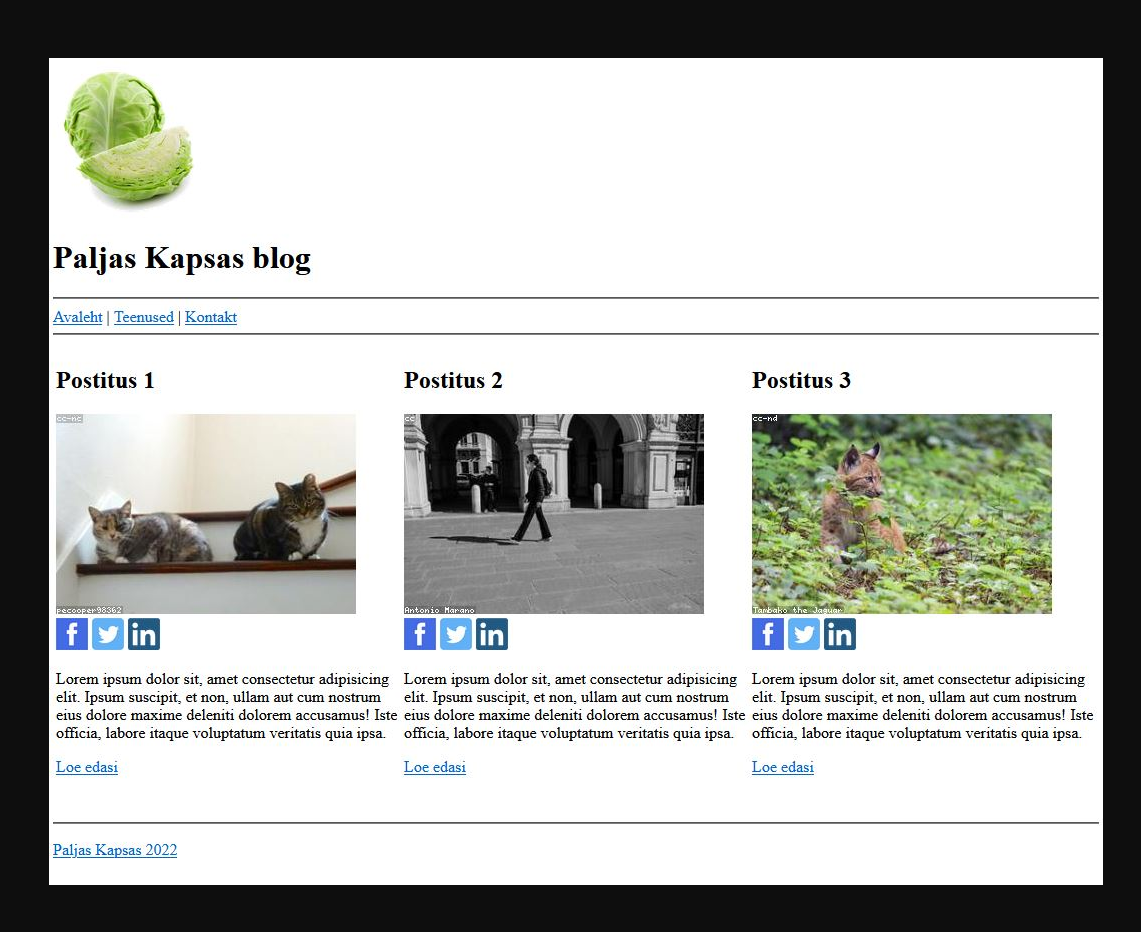 Paljas Kapsas blog
Avaleht | Teenused | Kontakt
Postitus 1
cc-nc
pecooper98362
f in
Lorem ipsum dolor sit, amet consectetur adipisicing
elit. Ipsum suscipit, et non, ullam aut cum nostrum
eius dolore maxime deleniti dolorem accusamus! Iste
officia, labore itaque voluptatum veritatis quia ipsa.
Loe edasi
Postitus 2
cc
Antonio Marano
f in
Lorem ipsum dolor sit, amet consectetur adipisicing
elit. Ipsum suscipit, et non, ullam aut cum nostrum
eius dolore maxime deleniti dolorem accusamus! Iste
officia, labore itaque voluptatum veritatis quia ipsa.
Loe edasi
Postitus 3
cc-nd
Tambako the Jaguar
f in
Lorem ipsum dolor sit, amet consectetur adipisicing
elit. Ipsum suscipit, et non, ullam aut cum nostrum
eius dolore maxime deleniti dolorem accusamus! Iste
officia, labore itaque voluptatum veritatis quia ipsa.
Loe edasi
Paljas Kapsas 2022